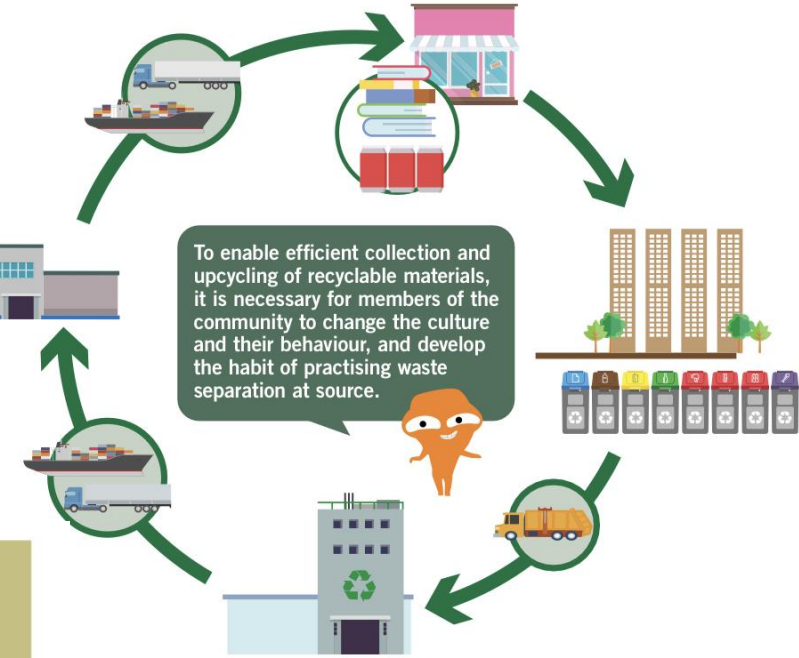 To enable efficient collection and
upcycling of recyclable materials,
it is necessary for members of the
community to change the culture
and their behaviour, and develop
the habit of practising waste
separation at source.